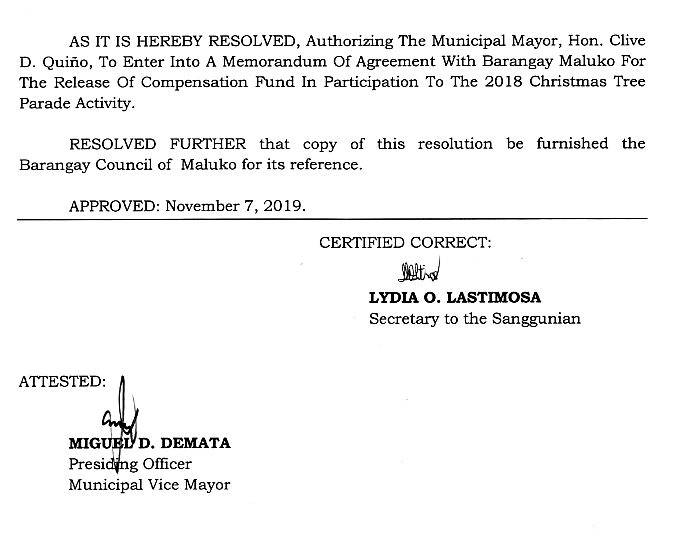 AS IT IS HEREBY RESOLVED, Authorizing The Municipal Mayor, Hon. Clive
D. Quiño, To Enter Into A Memorandum Of Agreement With Barangay Maluko For
The Release Of Compensation Fund In Participation To The 2018 Christmas Tree
Parade Activity.
RESOLVED FURTHER that copy of this resolution be furnished the
Barangay Council of Maluko for its reference.
APPROVED: November 7, 2019.
CERTIFIED CORRECT:
LYDIA O. LASTIMOSA
Secretary to the Sanggunian
ATTESTED:
MIGUEL D. DEMATA
Presiding Officer
Municipal Vice Mayor